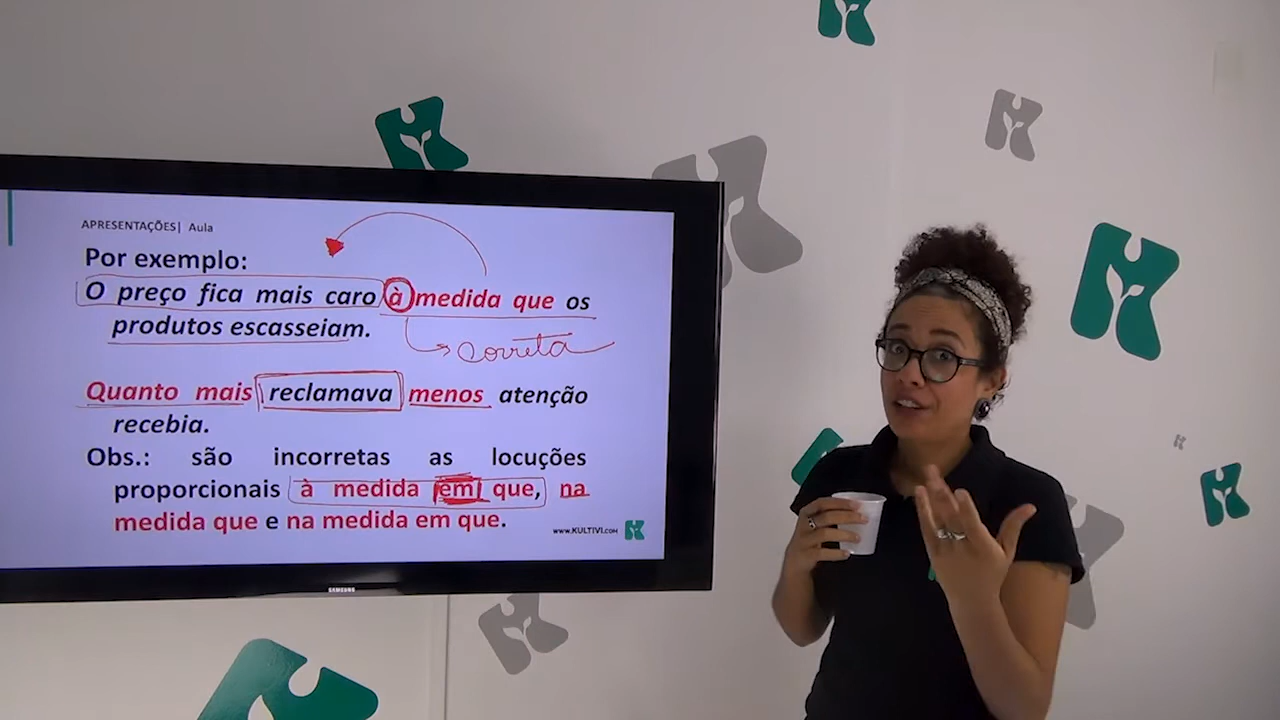 APRESENTAÇÕES| Aula
Por exemplo:
O preço fica mais caro à medida que os
produtos escasseiam.
correta
Quanto mais reclamava menos atenção
recebia.
Obs.: são incorretas as locuções
proporcionais à medida em que, na
medida que e na medida em que.
www.KULTIVI.com
SAMSUNG